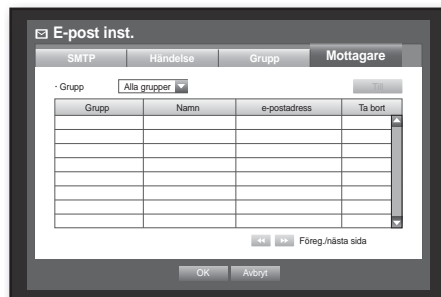 E-post inst.
SMTP Händelse Grupp Mottagare
· Grupp Alla grupper Till
Grupp Namn e-postadress Ta bort
Föreg./nästa sida
OK Avbryt